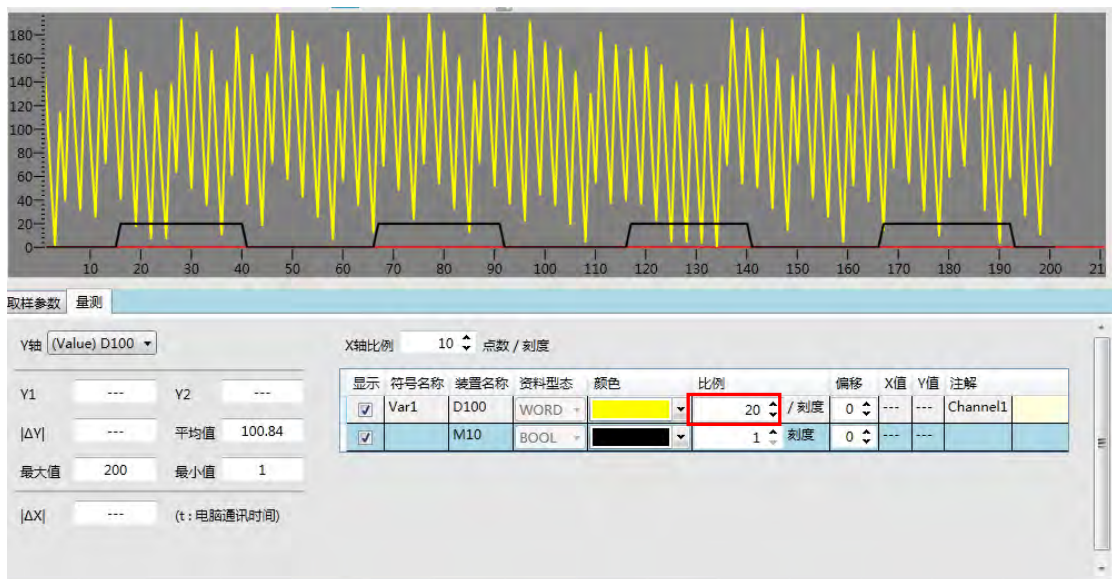 180
160
140
120
100
80
60
40
20
0
10 20 30 40 50 60 70 80 90 100 110 120 130 140 150 160 170 180 190 200 21
取样参数 量测
Y轴 (Value) D100 X轴比例 10 点数 / 刻度
显示 符号名称 装置名称 资料型态 颜色 比例 偏移 X值 Y值 注解
Var1 D100 WORD 20 / 刻度 0 --- --- Channel1
M10 BOOL 1 刻度 0 --- ---
Y1 --- Y2 ---
|ΔY| --- 平均值 100.84
最大值 200 最小值 1
|ΔX| --- (t : 电脑通讯时间)